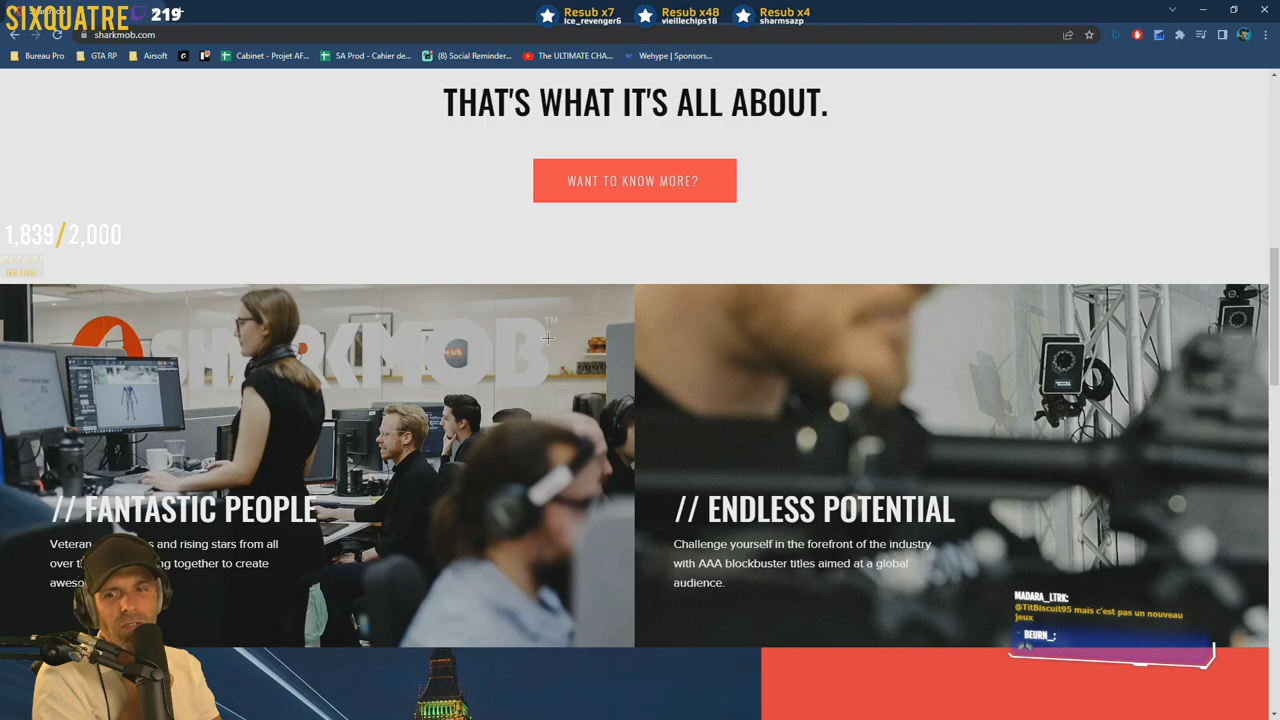 SIXQUATRE
219
Resub x7
Ice_revenger6
Resub x48
vieillechips18
Resub x4
sharmsazp
sharkmob.com
Bureau Pro
GTA RP
Airsoft
Cabinet - Projet AF...
SA Prod - Cahier de...
(8) Social Reminder...
The ULTIMATE CHA...
Wehype | Sponsors...
THAT'S WHAT IT'S ALL ABOUT.
WANT TO KNOW MORE?
1,839/2,000
(EN LIVE)
SHARKMOB™
// FANTASTIC PEOPLE
Veteran and rising stars from all
over together to create
// ENDLESS POTENTIAL
Challenge yourself in the forefront of the industry
with AAA blockbuster titles aimed at a global
audience.
MADARA_LTRK:
@TitBiscuit95 mais c'est pas un nouveau
jeux
BEURN_: